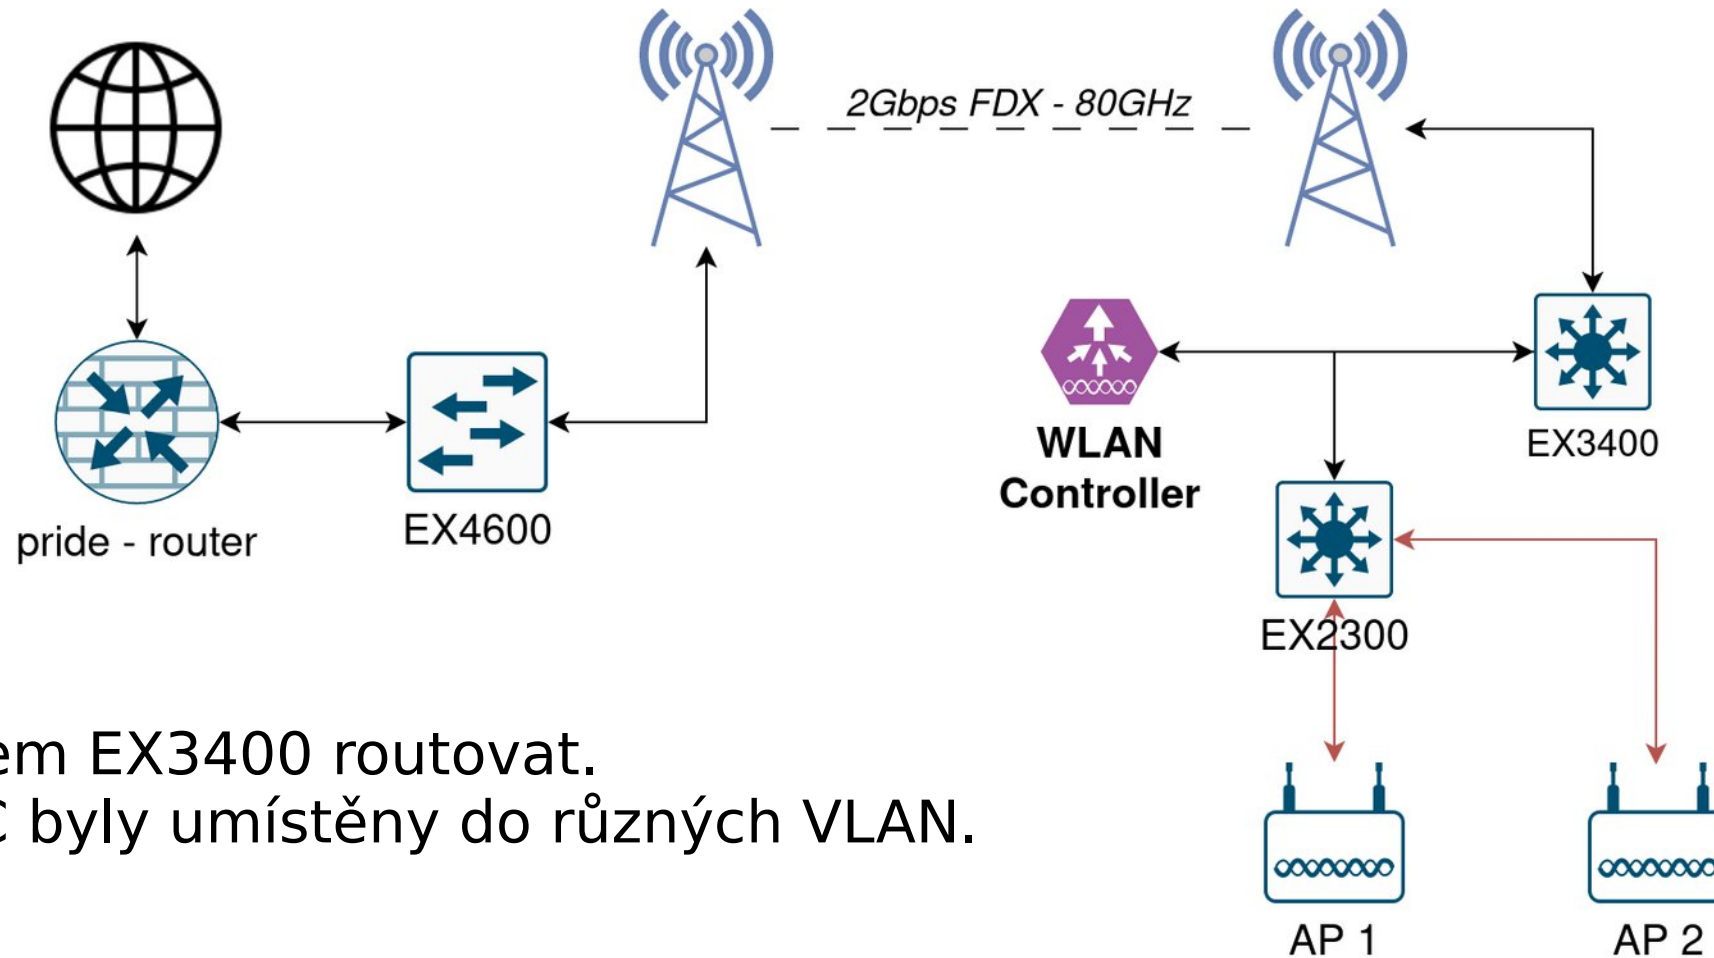 2Gbps FDX - 80GHz
WLAN
Controller
EX3400
pride - router
EX4600
EX2300
EX3400 routovat.
byly umístěny do různých VLAN.
AP 1
AP 2